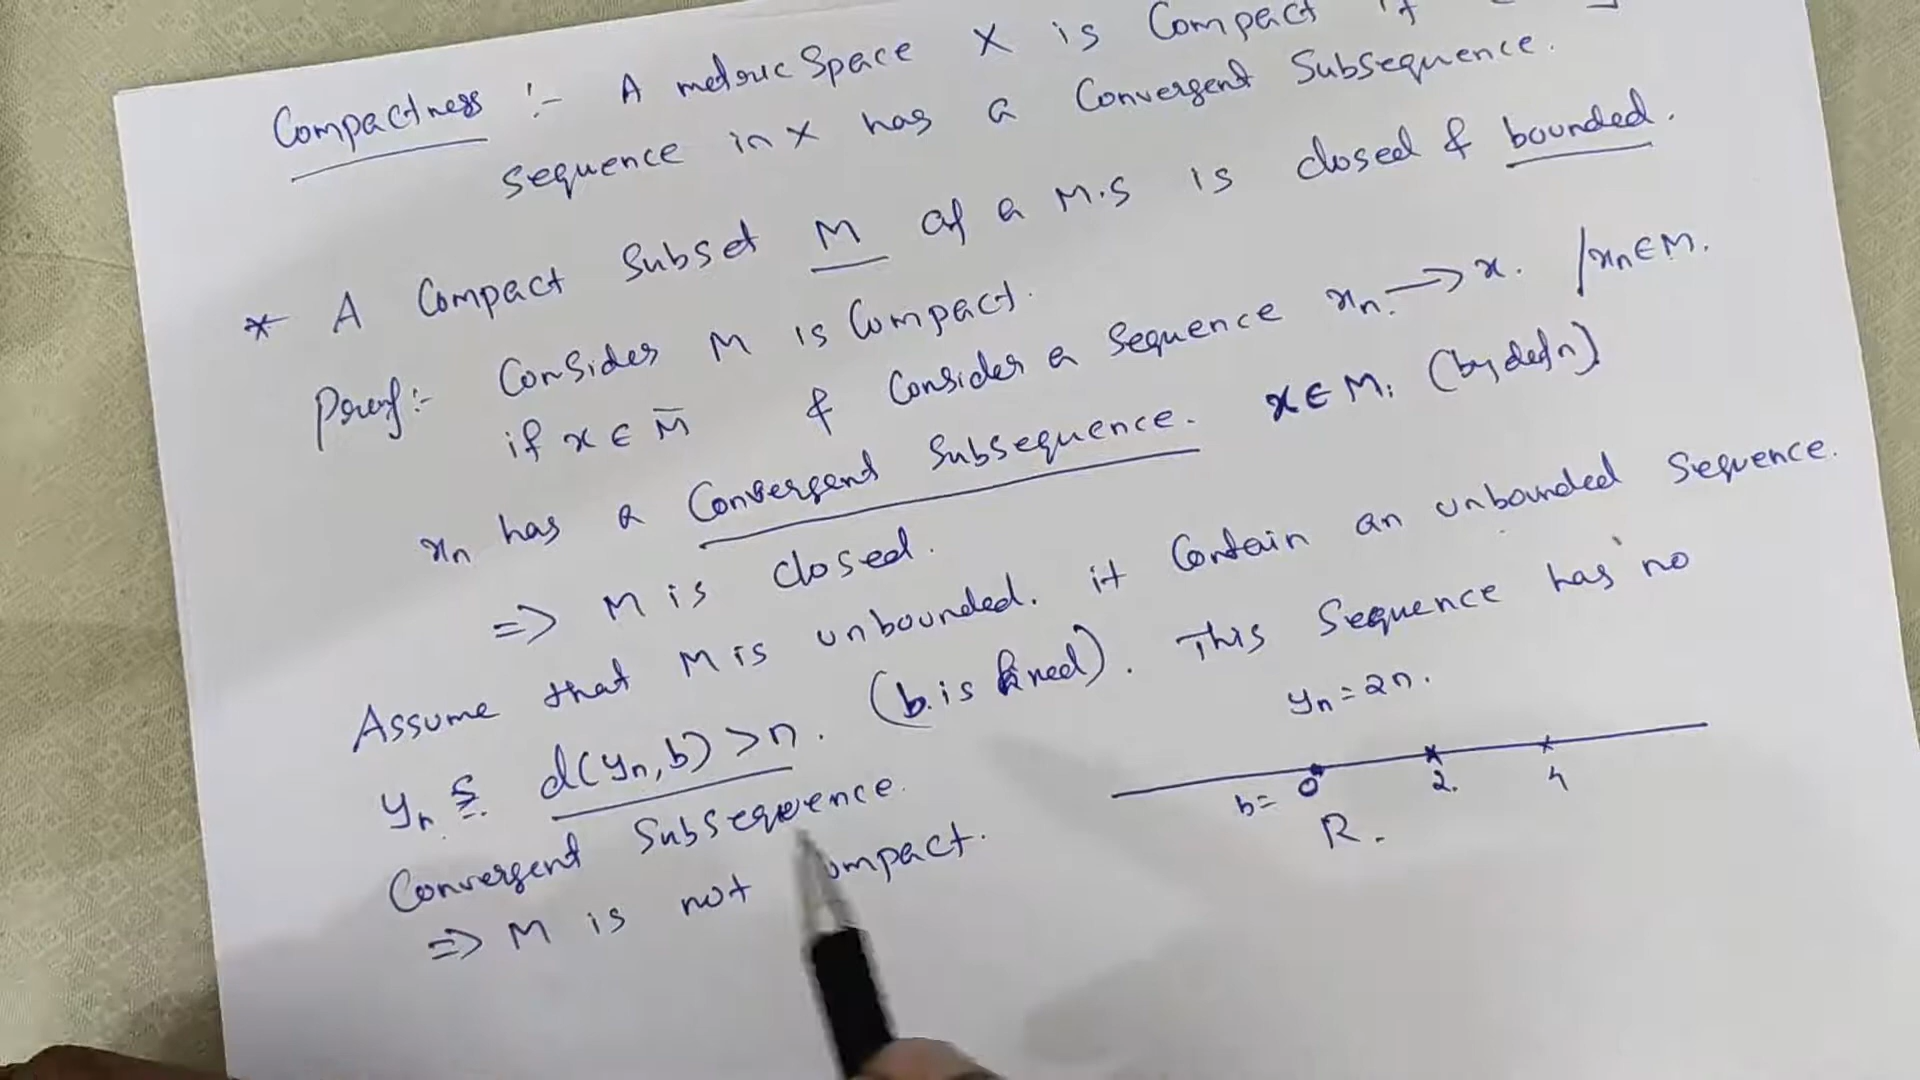 Compactness :- A metric Space X is Compact if
sequence in X has a Convergent Subsequence.
* A Compact Subset M of a M.S is closed & bounded.
Proof:- Consider M is Compact.
if x ∈ M̄ & Consider a Sequence xn → x. / xn ∈ M.
xn has a Convergent Subsequence. x ∈ M. (by defn)
=> M is closed.
Assume that M is unbounded. it Contain an unbounded Sequence.
yn d(yn, b) > n. (b is fixed). This Sequence has no
Convergent Subsequence.
=> M is not ompact.
yn = 2n.
b = 0 2. 4
R.